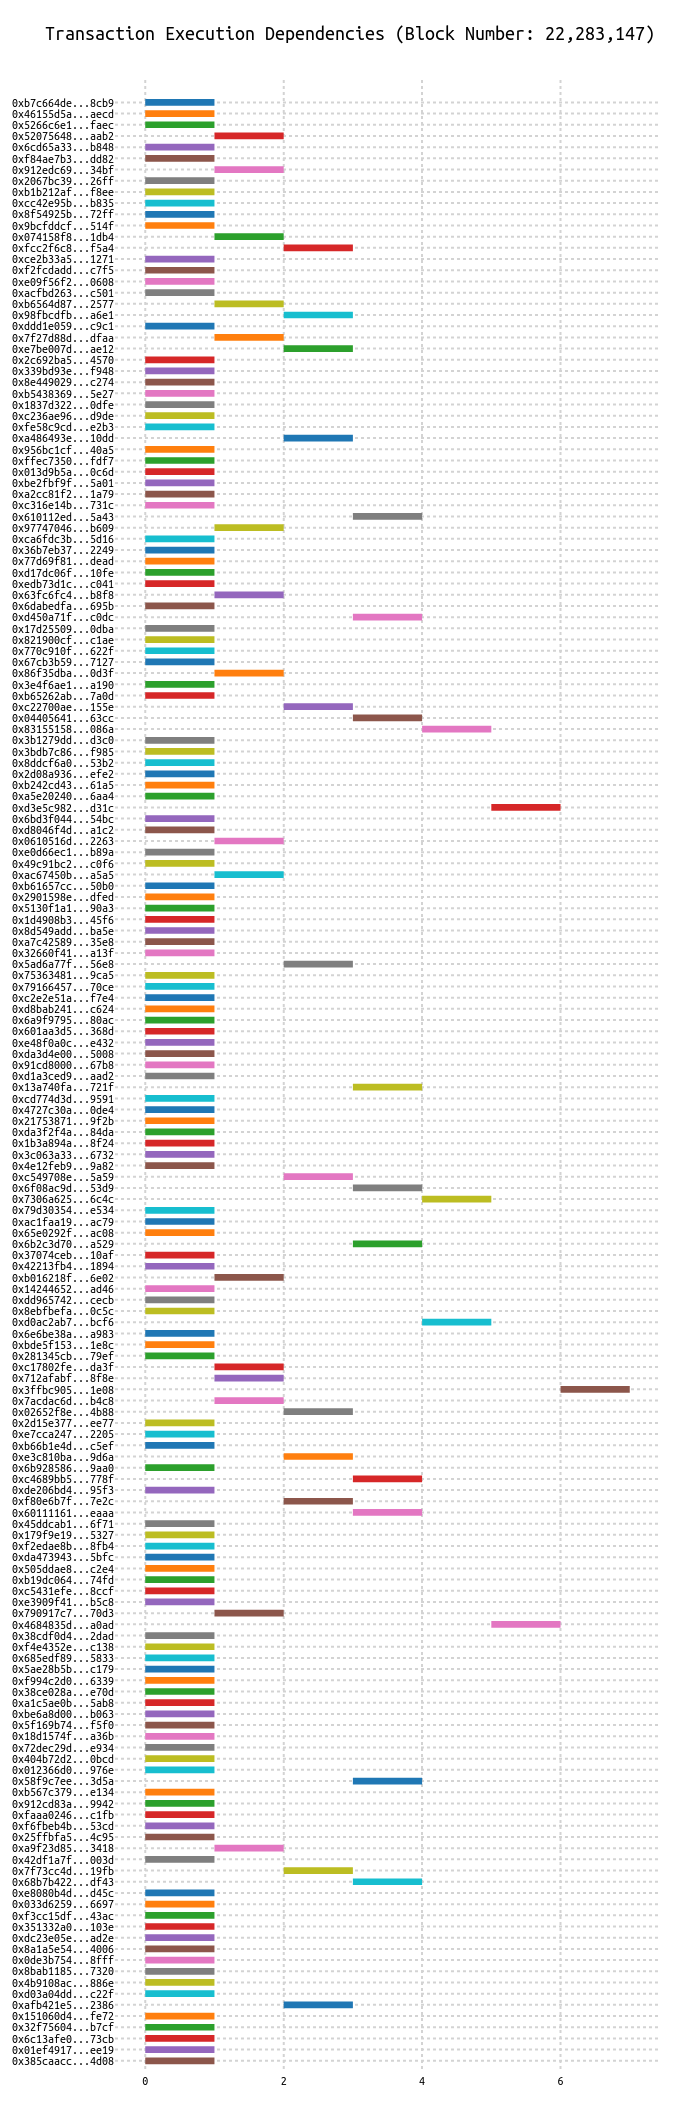 Transaction Execution Dependencies (Block Number: 22,283,147)
0xb7c664de...8cb9
0x46155d5a...aecd
0x5266c6e1...faec
0x52075648...aab2
0x6cd65a33...b848
0xf84ae7b3...dd82
0x912edc69...34bf
0x2067bc39...26ff
0xb1b212af...f8ee
0xcc42e95b...b835
0x8f54925b...72ff
0x9bcfddcf...514f
0x074158f8...1db4
0xfcc2f6c8...f5a4
0xce2b33a5...1271
0xf2fcdadd...c7f5
0xe09f56f2...0608
0xacfbd263...c501
0xb6564d87...2577
0x98fbcdfb...a6e1
0xddd1e059...c9c1
0x7f27d88d...dfaa
0xe7be007d...ae12
0x2c692ba5...4570
0x339bd93e...f948
0x8e449029...c274
0xb5438369...5e27
0x1837d322...0dfe
0xc236ae96...d9de
0xfe58c9cd...e2b3
0xa486493e...10dd
0x956bc1cf...40a5
0xffec7350...fdf7
0x013d9b5a...0c6d
0xbe2fbf9f...5a01
0xa2cc81f2...1a79
0xc316e14b...731c
0x610112ed...5a43
0x97747046...b609
0xca6fdc3b...5d16
0x36b7eb37...2249
0x77d69f81...dead
0xd17dc06f...10fe
0xedb73d1c...c041
0x63fc6fc4...b8f8
0x6dabedfa...695b
0xd450a71f...c0dc
0x17d25509...0dba
0x821900cf...c1ae
0x770c910f...622f
0x67cb3b59...7127
0x86f35dba...0d3f
0x3e4f6ae1...a190
0xb65262ab...7a0d
0xc22700ae...155e
0x04405641...63cc
0x83155158...086a
0x3b1279dd...d3c0
0x3bdb7c86...f985
0x8ddcf6a0...53b2
0x2d08a936...efe2
0xb242cd43...61a5
0xa5e20240...6aa4
0xd3e5c982...d31c
0x6bd3f044...54bc
0xd8046f4d...a1c2
0x0610516d...2263
0xe0d66ec1...b89a
0x49c91bc2...c0f6
0xac67450b...a5a5
0xb61657cc...50b0
0x2901598e...dfed
0x5130f1a1...90a3
0x1d4908b3...45f6
0x8d549add...ba5e
0xa7c42589...35e8
0x32660f41...a13f
0x5ad6a77f...56e8
0x75363481...9ca5
0x79166457...70ce
0xc2e2e51a...f7e4
0xd8bab241...c624
0x6a9f9795...80ac
0x601aa3d5...368d
0xe48f0a0c...e432
0xda3d4e00...5008
0x91cd8000...67b8
0xd1a3ced9...aad2
0x13a740fa...721f
0xcd774d3d...9591
0x4727c30a...0de4
0x21753871...9f2b
0xda3f2f4a...84da
0x1b3a894a...8f24
0x3c063a33...6732
0x4e12feb9...9a82
0xc549708e...5a59
0x6f08ac9d...53d9
0x7306a625...6c4c
0x79d30354...e534
0xac1faa19...ac79
0x65e0292f...ac08
0x6b2c3d70...a529
0x37074ceb...10af
0x42213fb4...1894
0xb016218f...6e02
0x14244652...ad46
0xdd965742...cecb
0x8ebfbefa...0c5c
0xd0ac2ab7...bcf6
0x6e6be38a...a983
0xbde5f153...1e8c
0x281345cb...79ef
0xc17802fe...da3f
0x712afabf...8f8e
0x3ffbc905...1e08
0x7acdac6d...b4c8
0x02652f8e...4b88
0x2d15e377...ee77
0xe7cca247...2205
0xb66b1e4d...c5ef
0xe3c810ba...9d6a
0x6b928586...9aa0
0xc4689bb5...778f
0xde206bd4...95f3
0xf80e6b7f...7e2c
0x60111161...eaaa
0x45ddcab1...6f71
0x179f9e19...5327
0xf2edae8b...8fb4
0xda473943...5bfc
0x505ddae8...c2e4
0xb19dc064...74fd
0xc5431efe...8ccf
0xe3909f41...b5c8
0x790917c7...70d3
0x4684835d...a0ad
0x38cdf0d4...2dad
0xf4e4352e...c138
0x685edf89...5833
0x5ae28b5b...c179
0xf994c2d0...6339
0x38ce028a...e70d
0xa1c5ae0b...5ab8
0xbe6a8d00...b063
0x5f169b74...f5f0
0x18d1574f...a36b
0x72dec29d...e934
0x404b72d2...0bcd
0x012366d0...976e
0x58f9c7ee...3d5a
0xb567c379...e134
0x912cd83a...9942
0xfaaa0246...c1fb
0xf6fbeb4b...53cd
0x25ffbfa5...4c95
0xa9f23d85...3418
0x42df1a7f...003d
0x7f73cc4d...19fb
0x68b7b422...df43
0xe8080b4d...d45c
0x033d6259...6697
0xf3cc15df...43ac
0x351332a0...103e
0xdc23e05e...ad2e
0x8a1a5e54...4006
0x0de3b754...8fff
0x8bab1185...7320
0x4b9108ac...886e
0xd03a04dd...c22f
0xafb421e5...2386
0x151060d4...fe72
0x32f75604...b7cf
0x6c13afe0...73cb
0x01ef4917...ee19
0x385caacc...4d08
0 2 4 6